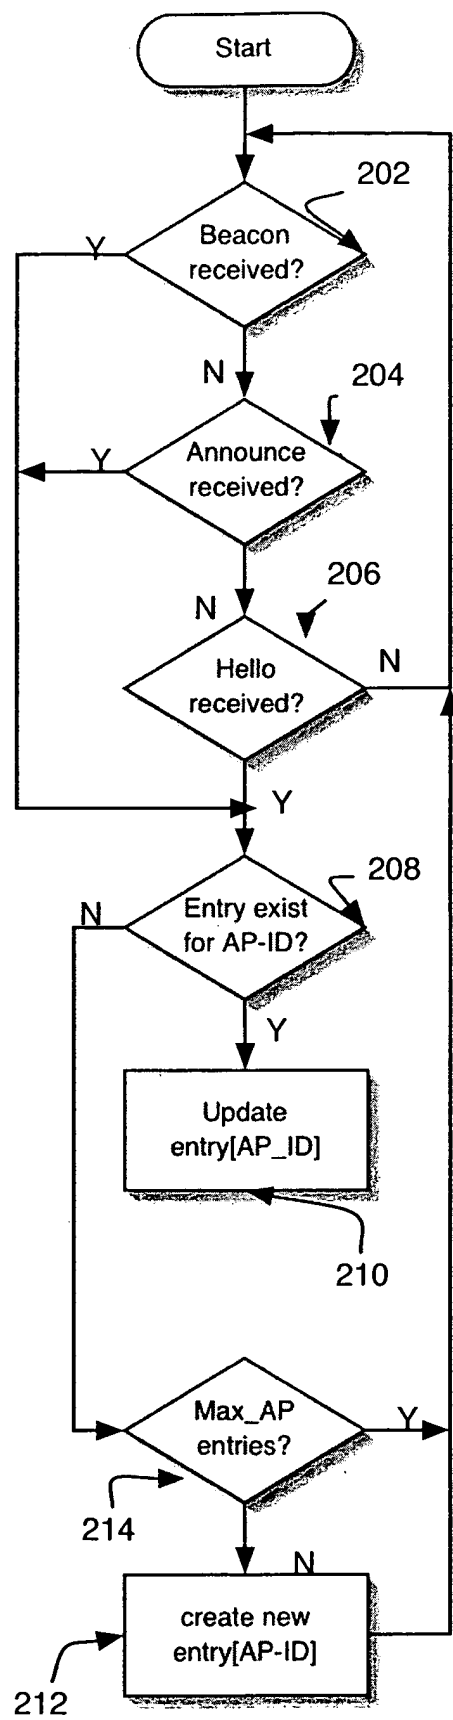 Start
202
Beacon
received?
Y
N
204
Announce
received?
Y
N
206
Hello
received?
N
Y
208
Entry exist
for AP-ID?
N
Y
Update
entry[AP_ID]
210
Max_AP
entries?
Y
214
N
create new
entry[AP-ID]
212